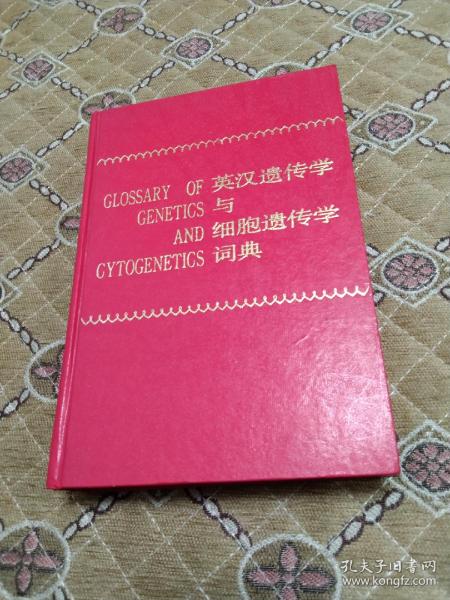 GLOSSARY OF 英汉遗传学
GENETICS 与
AND 细胞遗传学
CYTOGENETICS 词典
孔夫子旧书网
www.kongfz.com